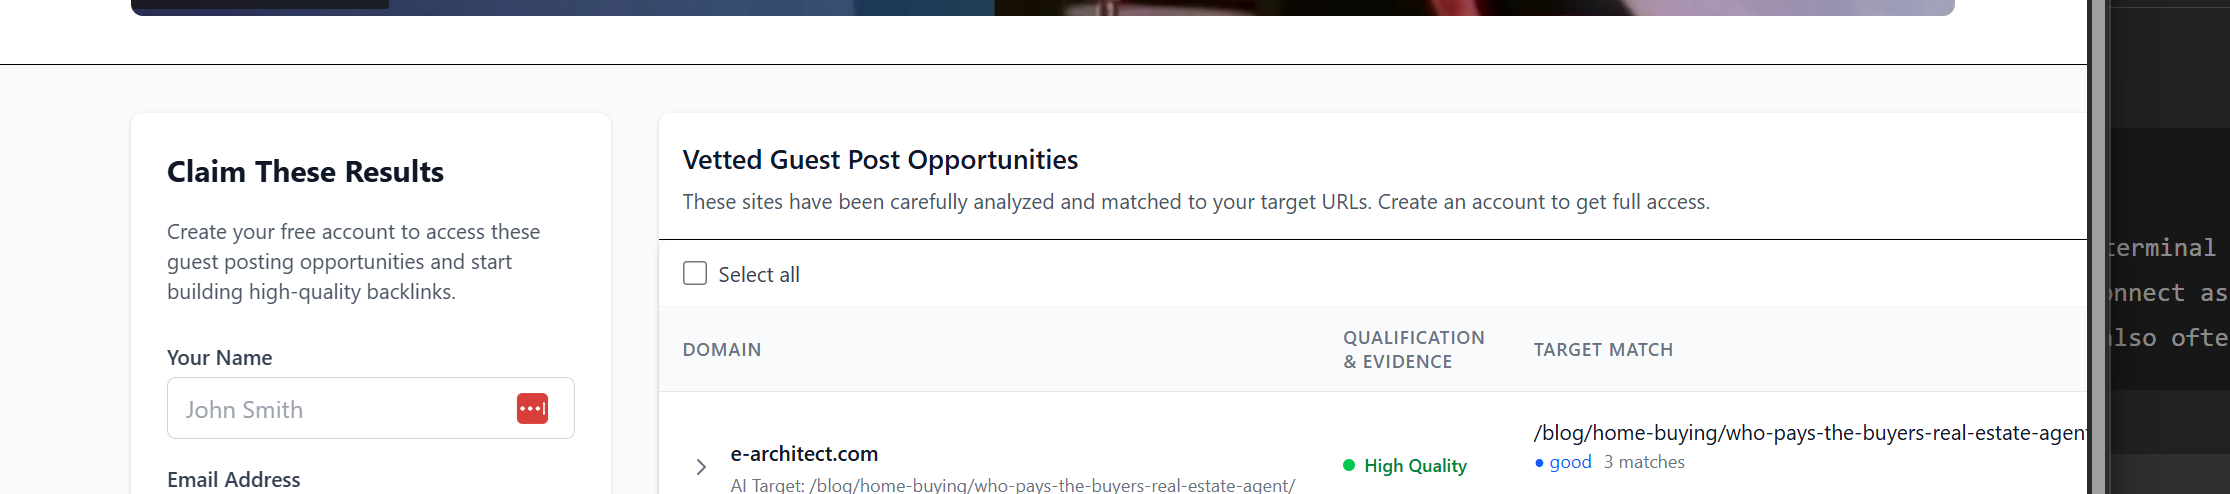 Claim These Results
Create your free account to access these
guest posting opportunities and start
building high-quality backlinks.
Your Name
John Smith
Email Address
Vetted Guest Post Opportunities
These sites have been carefully analyzed and matched to your target URLs. Create an account to get full access.
Select all
DOMAIN
QUALIFICATION
& EVIDENCE
TARGET MATCH
e-architect.com
AI Target: /blog/home-buying/who-pays-the-buyers-real-estate-agent/
High Quality
/blog/home-buying/who-pays-the-buyers-real-estate-agent
good 3 matches
terminal
onnect as
also ofte